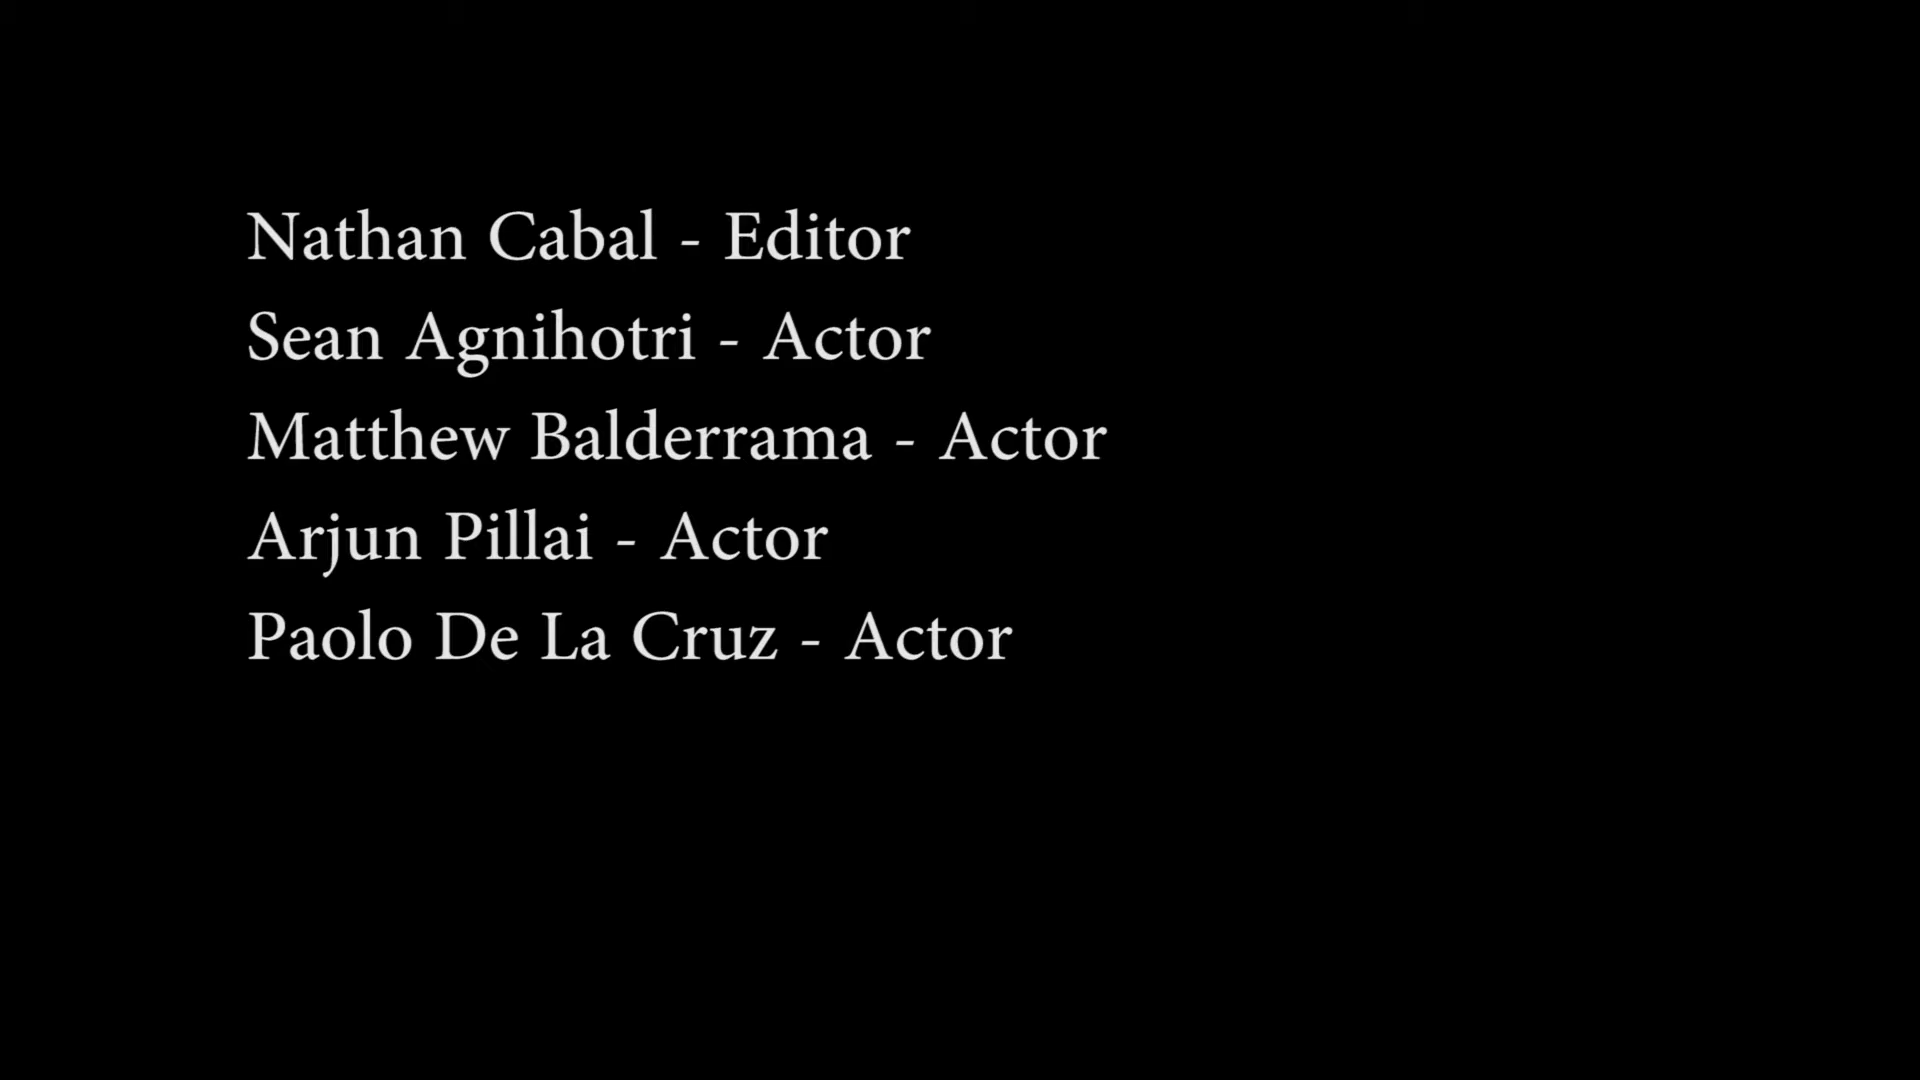 Nathan Cabal - Editor
Sean Agnihotri - Actor
Matthew Balderrama - Actor
Arjun Pillai - Actor
Paolo De La Cruz - Actor